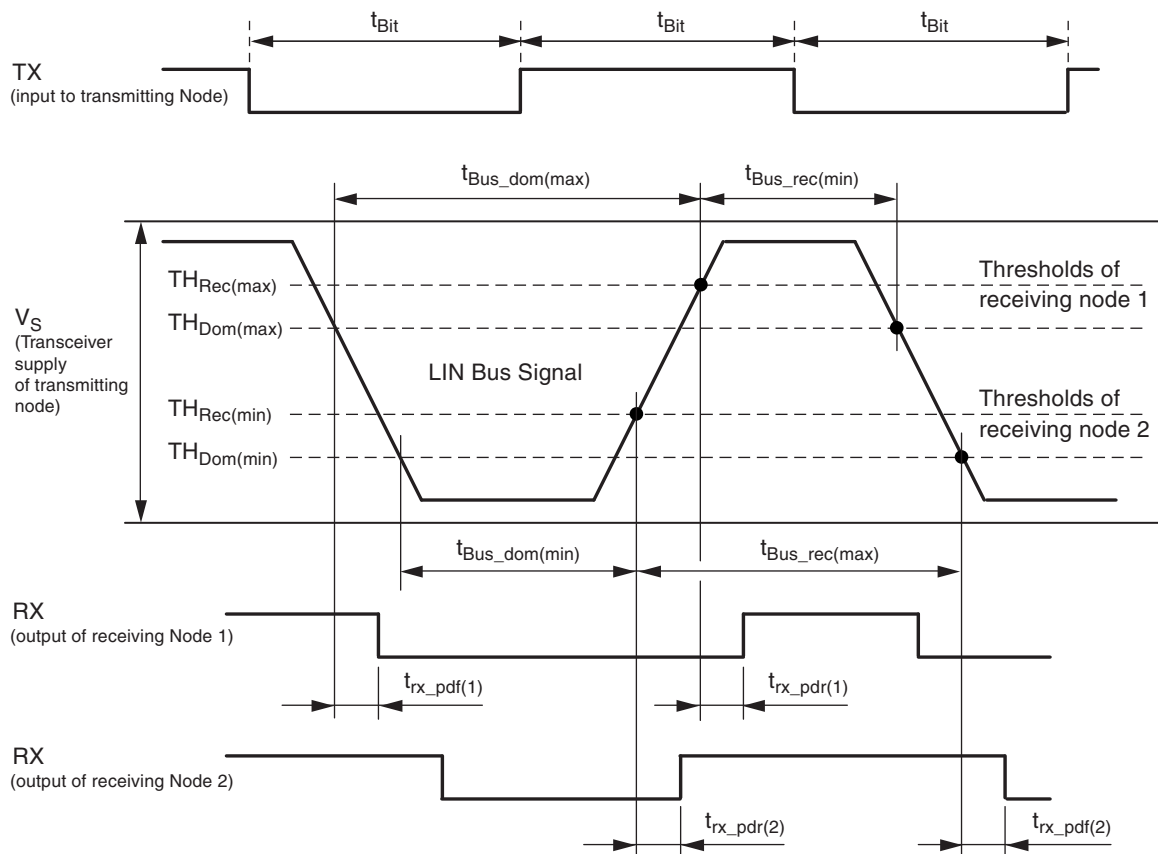 tBit tBit tBit
TX
(input to transmitting Node)
tBus_dom(max) tBus_rec(min)
THRec(max)
Thresholds of
receiving node 1
THDom(max)
VS
(Transceiver
supply
of transmitting
node)
LIN Bus Signal
THRec(min)
Thresholds of
receiving node 2
THDom(min)
tBus_dom(min) tBus_rec(max)
RX
(output of receiving Node 1)
trx_pdf(1) trx_pdr(1)
RX
(output of receiving Node 2)
trx_pdr(2) trx_pdf(2)